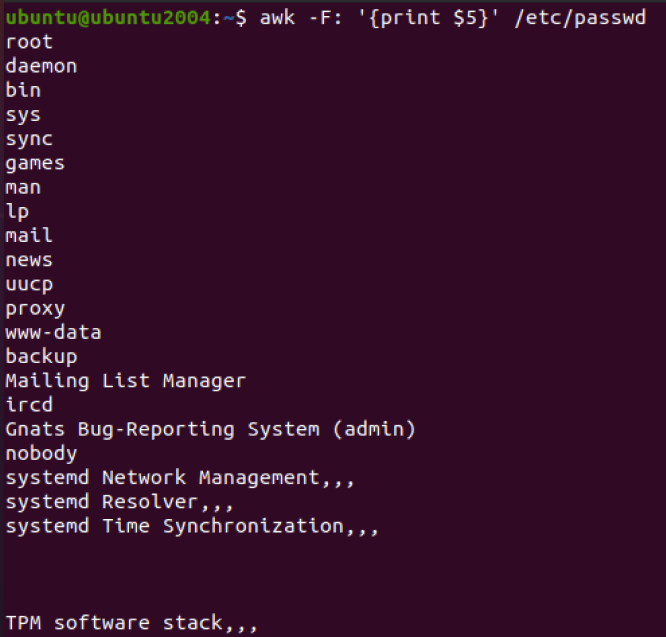 ubuntu@ubuntu2004:~$ awk -F: '{print $5}' /etc/passwd
root
daemon
bin
sys
sync
games
man
lp
mail
news
uucp
proxy
www-data
backup
Mailing List Manager
ircd
Gnats Bug-Reporting System (admin)
nobody
systemd Network Management,,,
systemd Resolver,,,
systemd Time Synchronization,,,
TPM software stack,,,